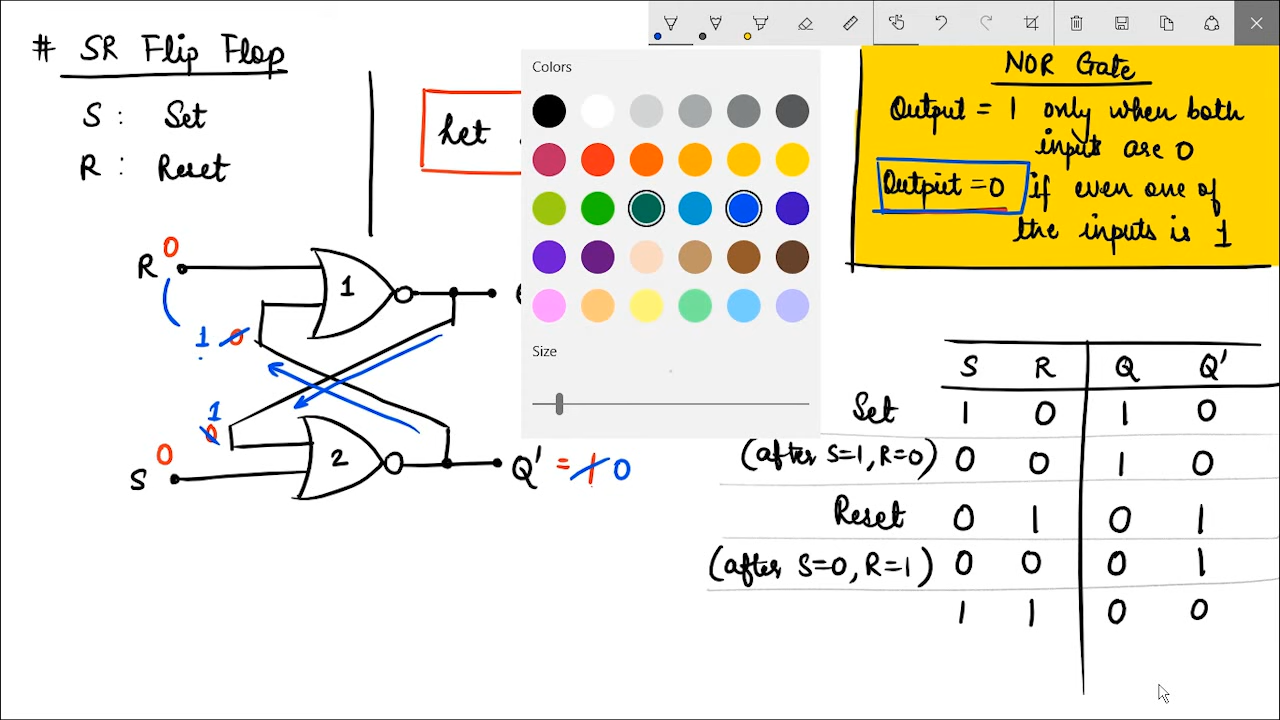 # SR Flip Flop
S : Set
R : Reset
Let
Colors
Size
NOR Gate
Output = 1 only when both
inputs are 0
Output = 0 if even one of
the inputs is 1
R 0
1
1 0
1
0
0
2
S
Q' = 1 0
S R Q Q'
Set 1 0 1 0
(after S=1, R=0) 0 0 1 0
Reset 0 1 0 1
(after S=0, R=1) 0 0 0 1
1 1 0 0